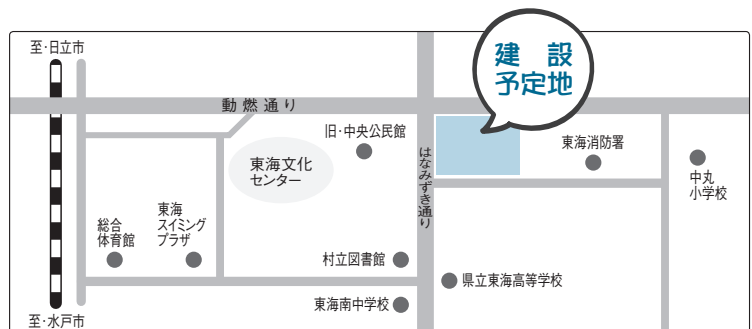 至・日立市
建　設
予定地
動燃通り
旧・中央公民館
東海文化
センター
はなみずき通り
東海消防署
中丸
小学校
総合
体育館
東海
スイミング
プラザ
村立図書館
県立東海高等学校
東海南中学校
至・水戸市